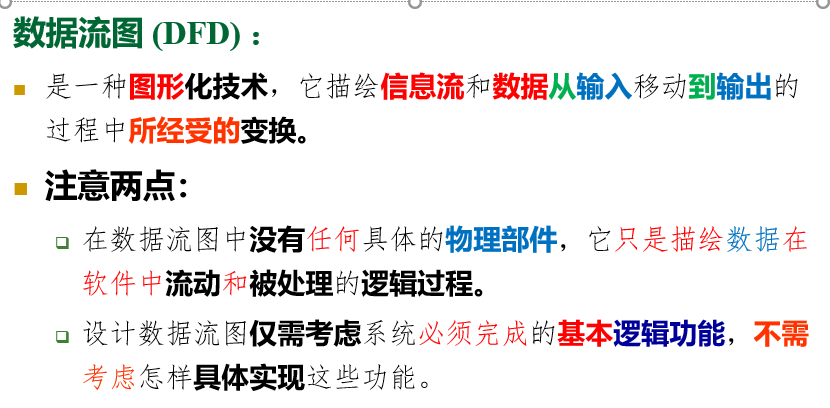 数据流图 (DFD) ：
是一种图形化技术，它描绘信息流和数据从输入移动到输出的
过程中所经受的变换。
注意两点：
在数据流图中没有任何具体的物理部件，它只是描绘数据在
软件中流动和被处理的逻辑过程。
设计数据流图仅需考虑系统必须完成的基本逻辑功能，不需
考虑怎样具体实现这些功能。